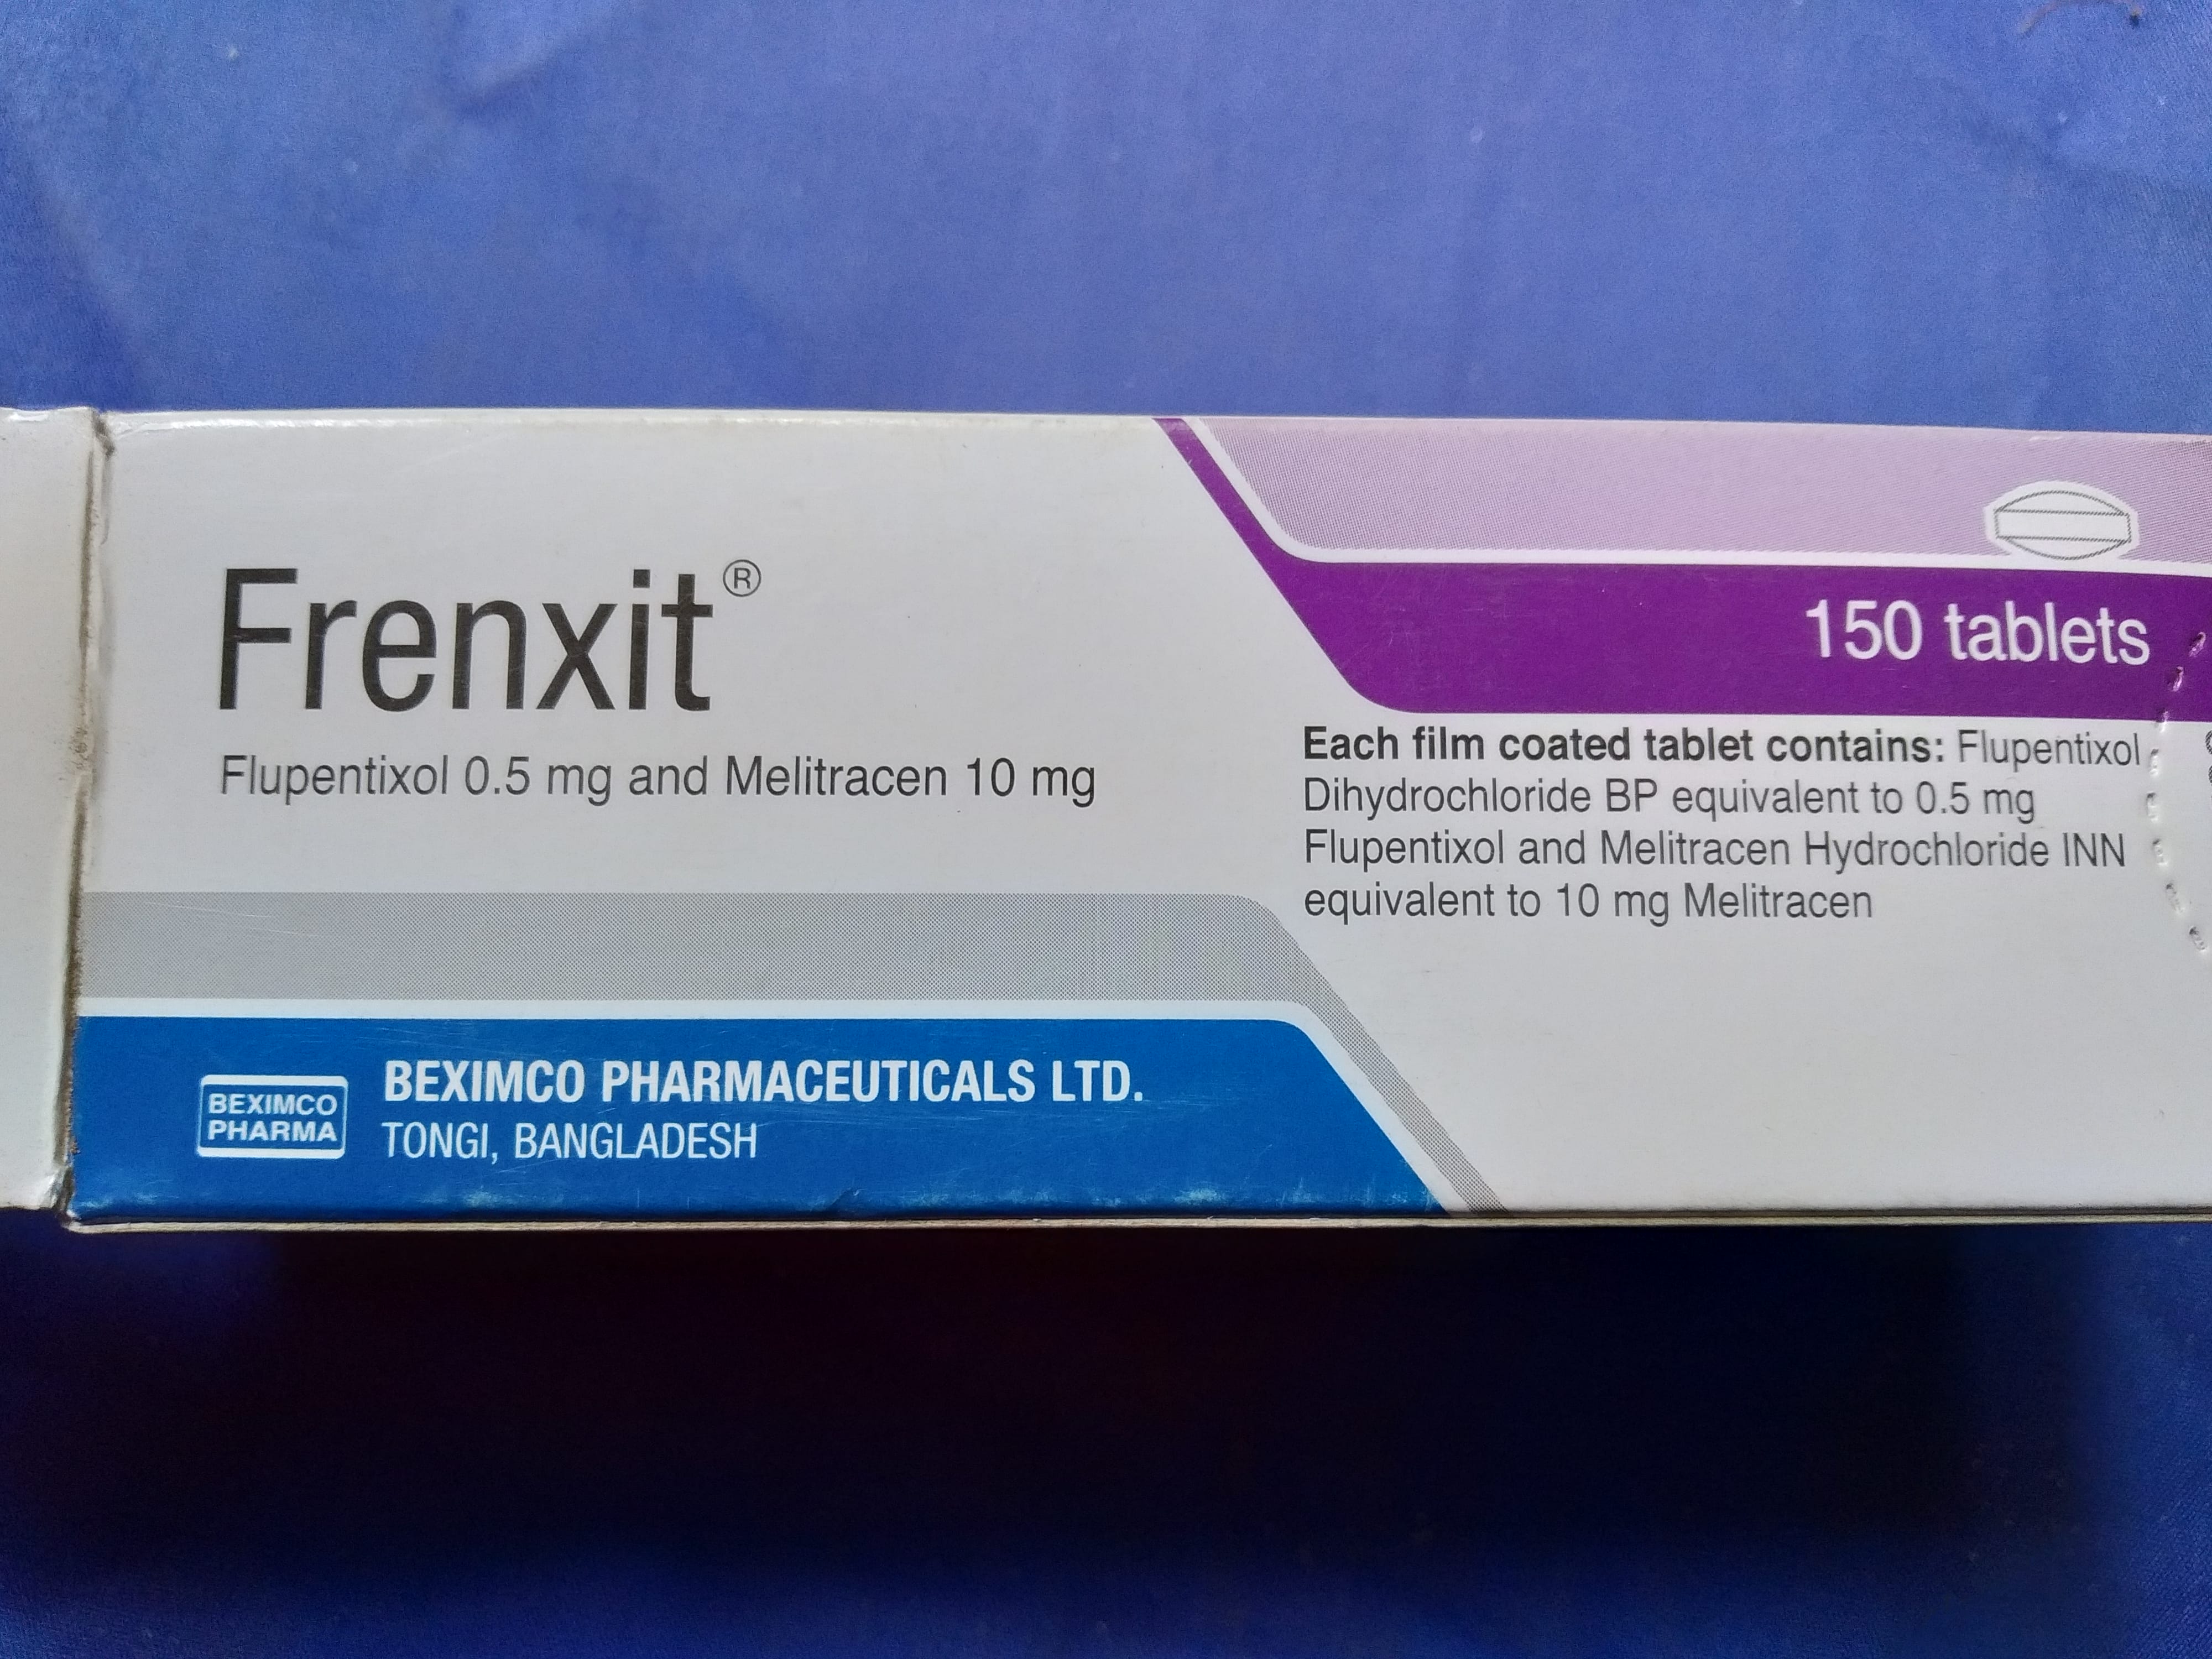 Frenxit®
Flupentixol 0.5 mg and Melitracen 10 mg
150 tablets
Each film coated tablet contains: Flupentixol
Dihydrochloride BP equivalent to 0.5 mg
Flupentixol and Melitracen Hydrochloride INN
equivalent to 10 mg Melitracen
BEXIMCO
PHARMA
BEXIMCO PHARMACEUTICALS LTD.
TONGI, BANGLADESH